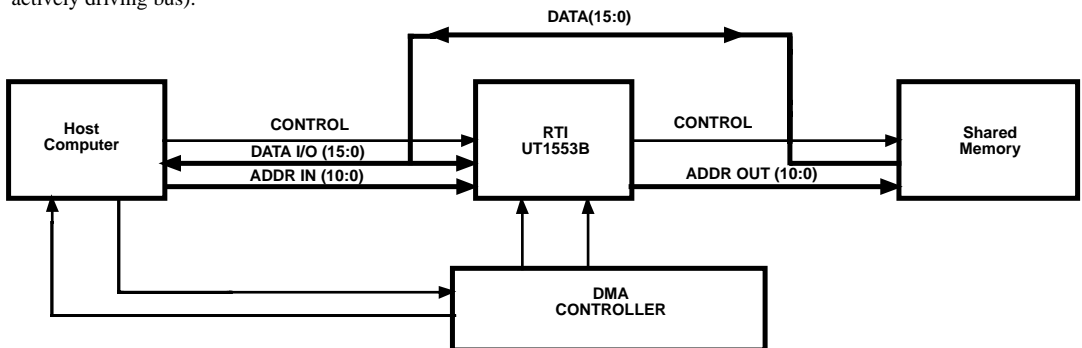 actively driving bus).
DATA(15:0)
Host
Computer
CONTROL
DATA I/O (15:0)
ADDR IN (10:0)
RTI
UT1553B
CONTROL
ADDR OUT (10:0)
Shared
Memory
DMA
CONTROLLER